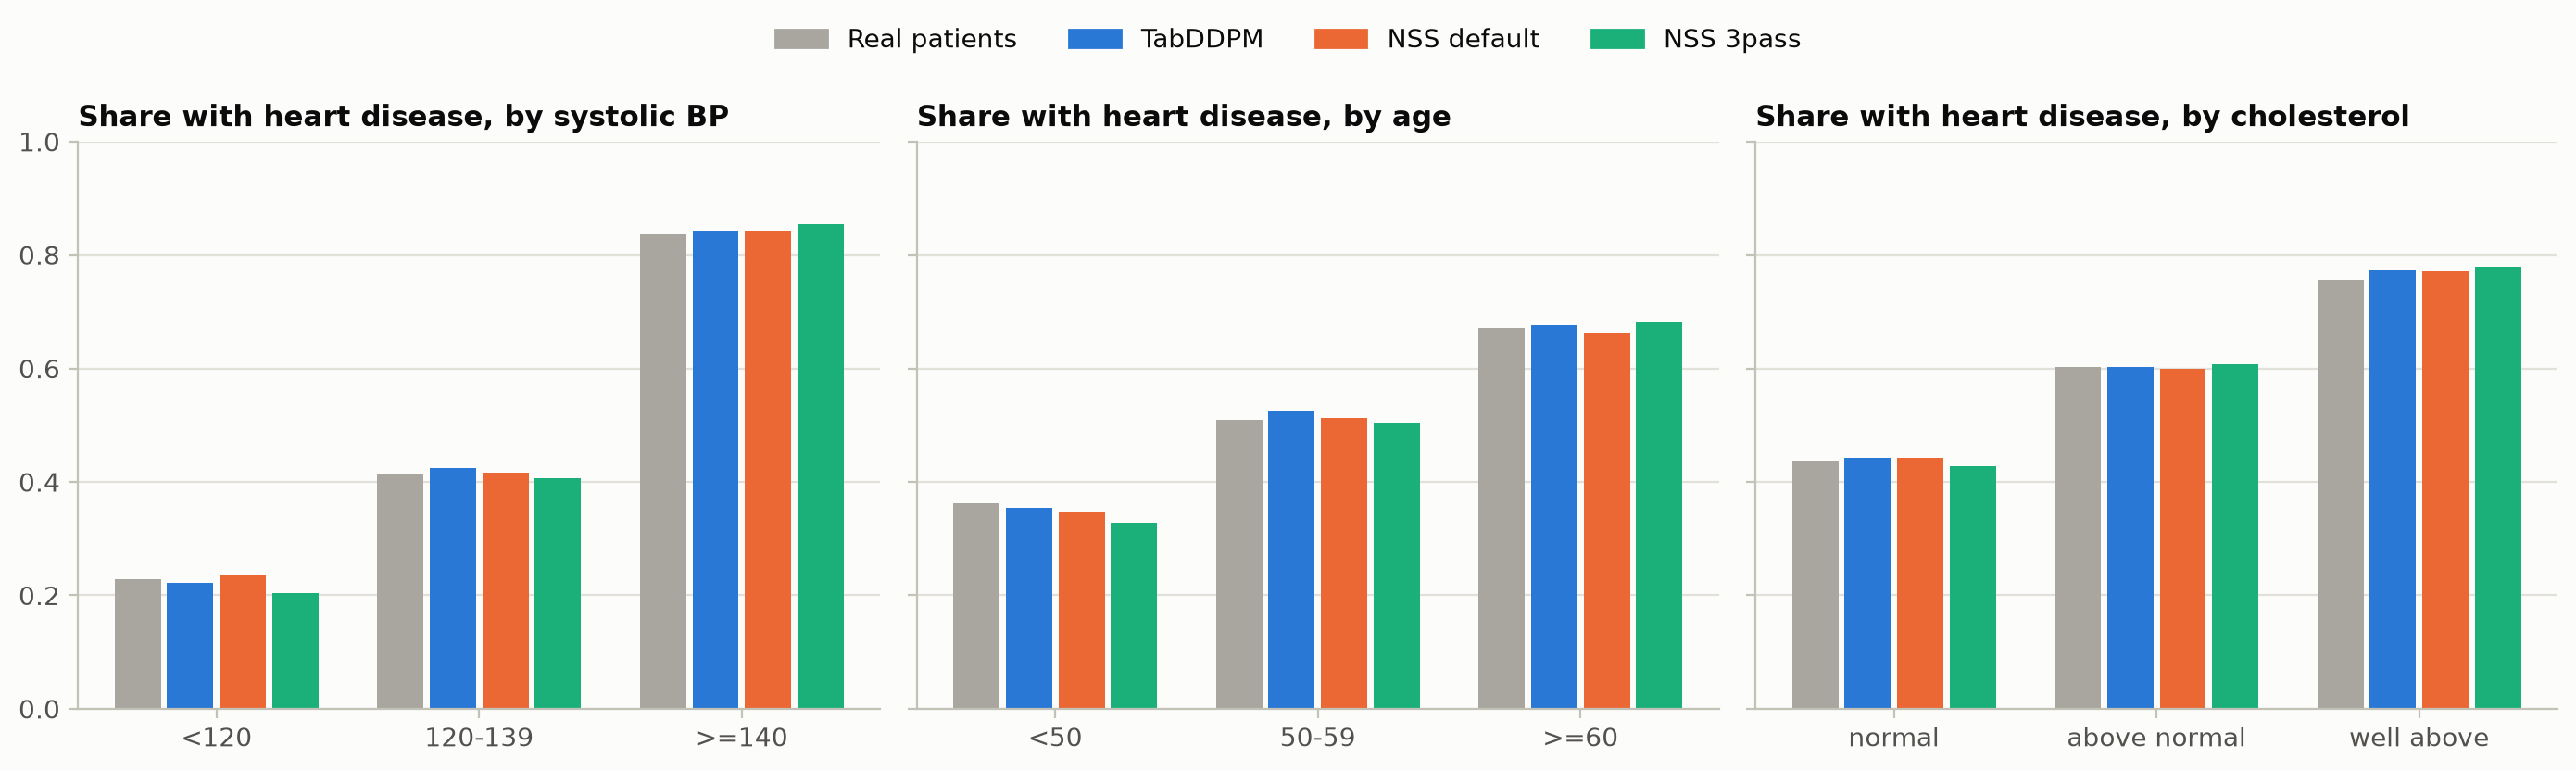 Real patients TabDDPM NSS default NSS 3pass
Share with heart disease, by systolic BP
1.0
0.8
0.6
0.4
0.2
0.0
<120 120-139 >=140
Share with heart disease, by age
<50 50-59 >=60
Share with heart disease, by cholesterol
normal above normal well above